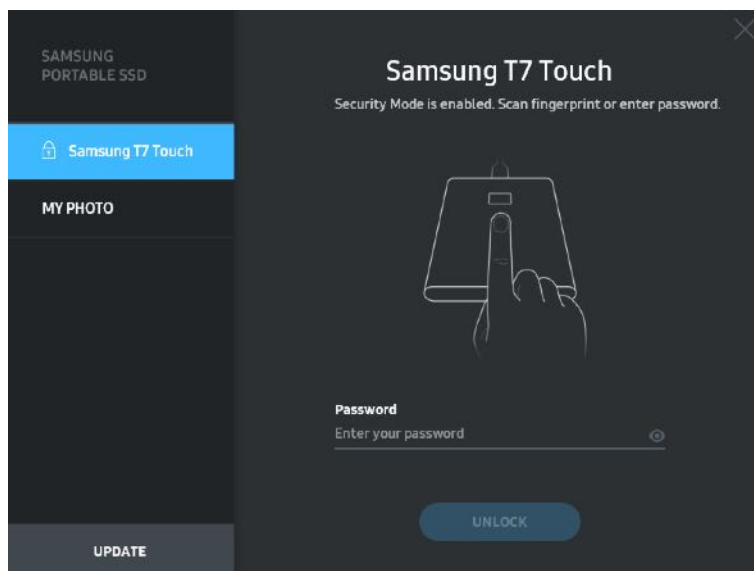 SAMSUNG
PORTABLE SSD
Samsung T7 Touch
MY PHOTO
UPDATE
Samsung T7 Touch
Security Mode is enabled. Scan fingerprint or enter password.
Password
Enter your password
UNLOCK